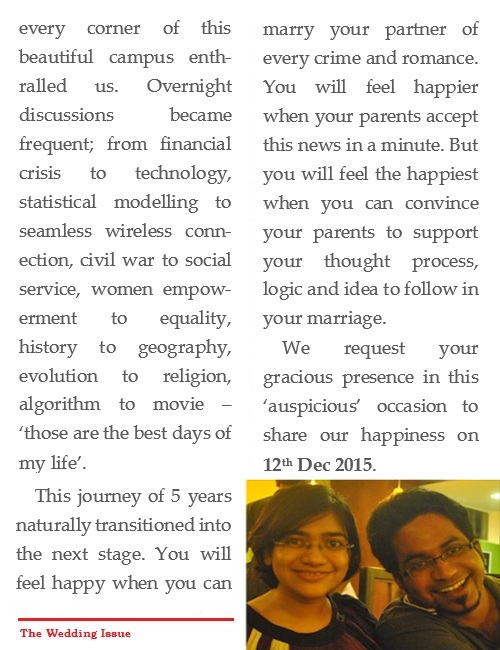 every corner of this
beautiful campus enth-
ralled us. Overnight
discussions became
frequent; from financial
crisis to technology,
statistical modelling to
seamless wireless conn-
ection, civil war to social
service, women empow-
erment to equality,
history to geography,
evolution to religion,
algorithm to movie –
‘those are the best days of
my life’.
This journey of 5 years
naturally transitioned into
the next stage. You will
feel happy when you can
The Wedding Issue
marry your partner of
every crime and romance.
You will feel happier
when your parents accept
this news in a minute. But
you will feel the happiest
when you can convince
your parents to support
your thought process,
logic and idea to follow in
your marriage.
We request your
gracious presence in this
‘auspicious’ occasion to
share our happiness on
12th Dec 2015.